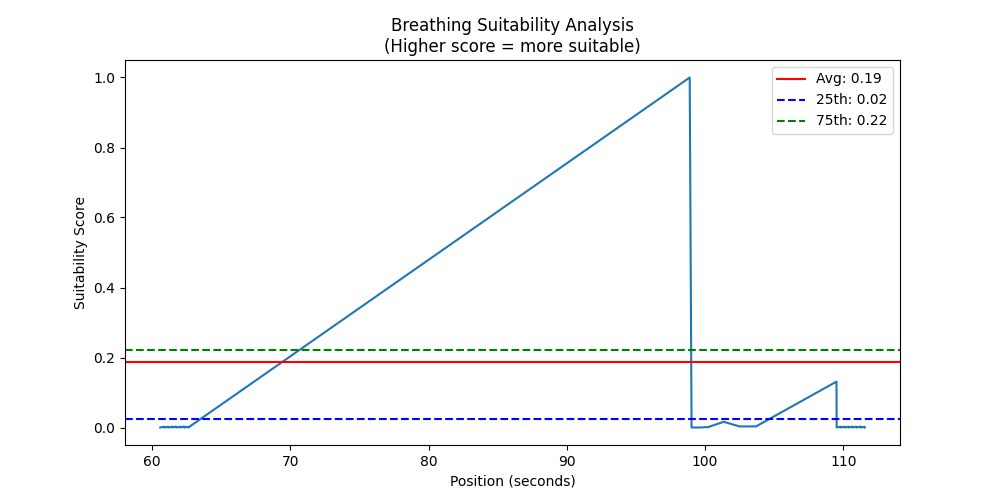 Breathing Suitability Analysis
(Higher score = more suitable)
Avg: 0.19
25th: 0.02
75th: 0.22
1.0
0.8
0.6
0.4
0.2
0.0
Suitability Score
60
70
80
90
100
110
Position (seconds)